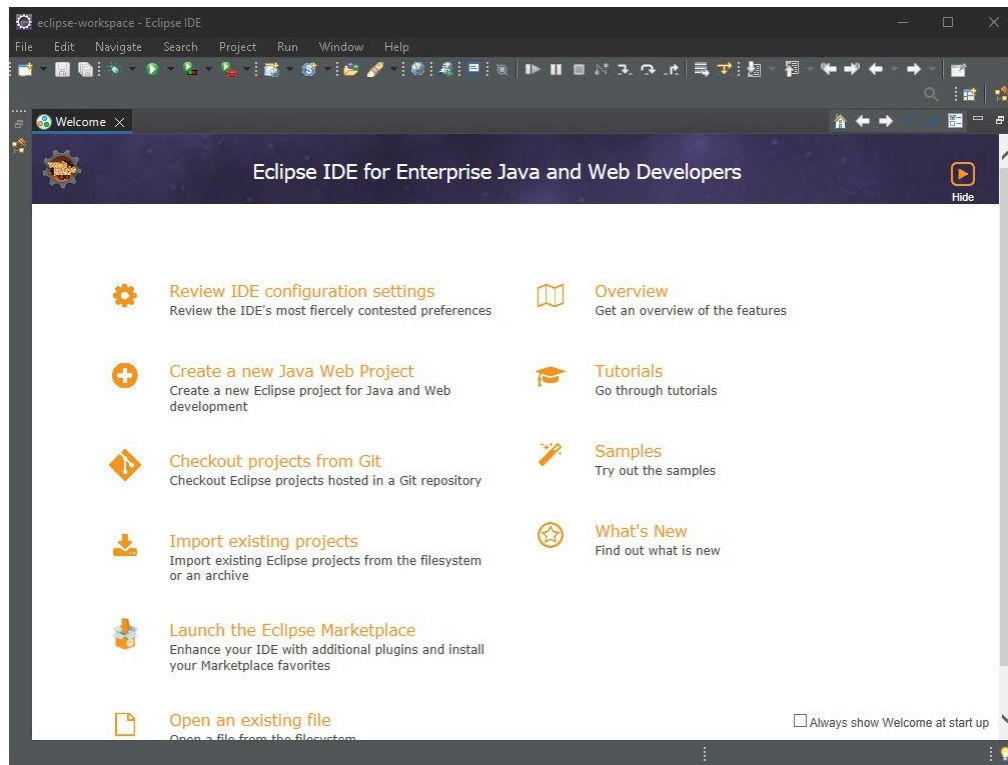 eclipse-workspace - Eclipse IDE
File Edit Navigate Search Project Run Window Help
Welcome
Eclipse IDE for Enterprise Java and Web Developers
Hide
Review IDE configuration settings
Review the IDE's most fiercely contested preferences
Create a new Java Web Project
Create a new Eclipse project for Java and Web
development
Checkout projects from Git
Checkout Eclipse projects hosted in a Git repository
Import existing projects
Import existing Eclipse projects from the filesystem
or an archive
Launch the Eclipse Marketplace
Enhance your IDE with additional plugins and install
your Marketplace favorites
Open an existing file
Open a file from the filesystem
Overview
Get an overview of the features
Tutorials
Go through tutorials
Samples
Try out the samples
What's New
Find out what is new
Always show Welcome at start up